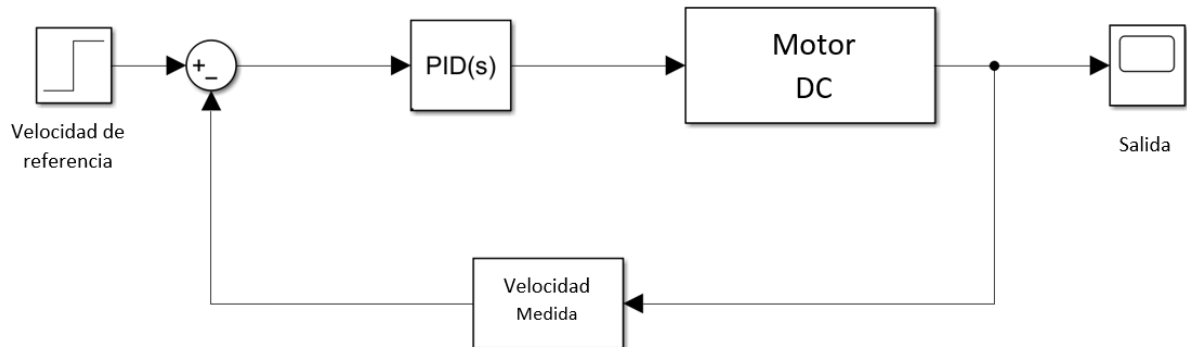 Velocidad de
referencia
+
−
PID(s)
Motor
DC
Salida
Velocidad
Medida